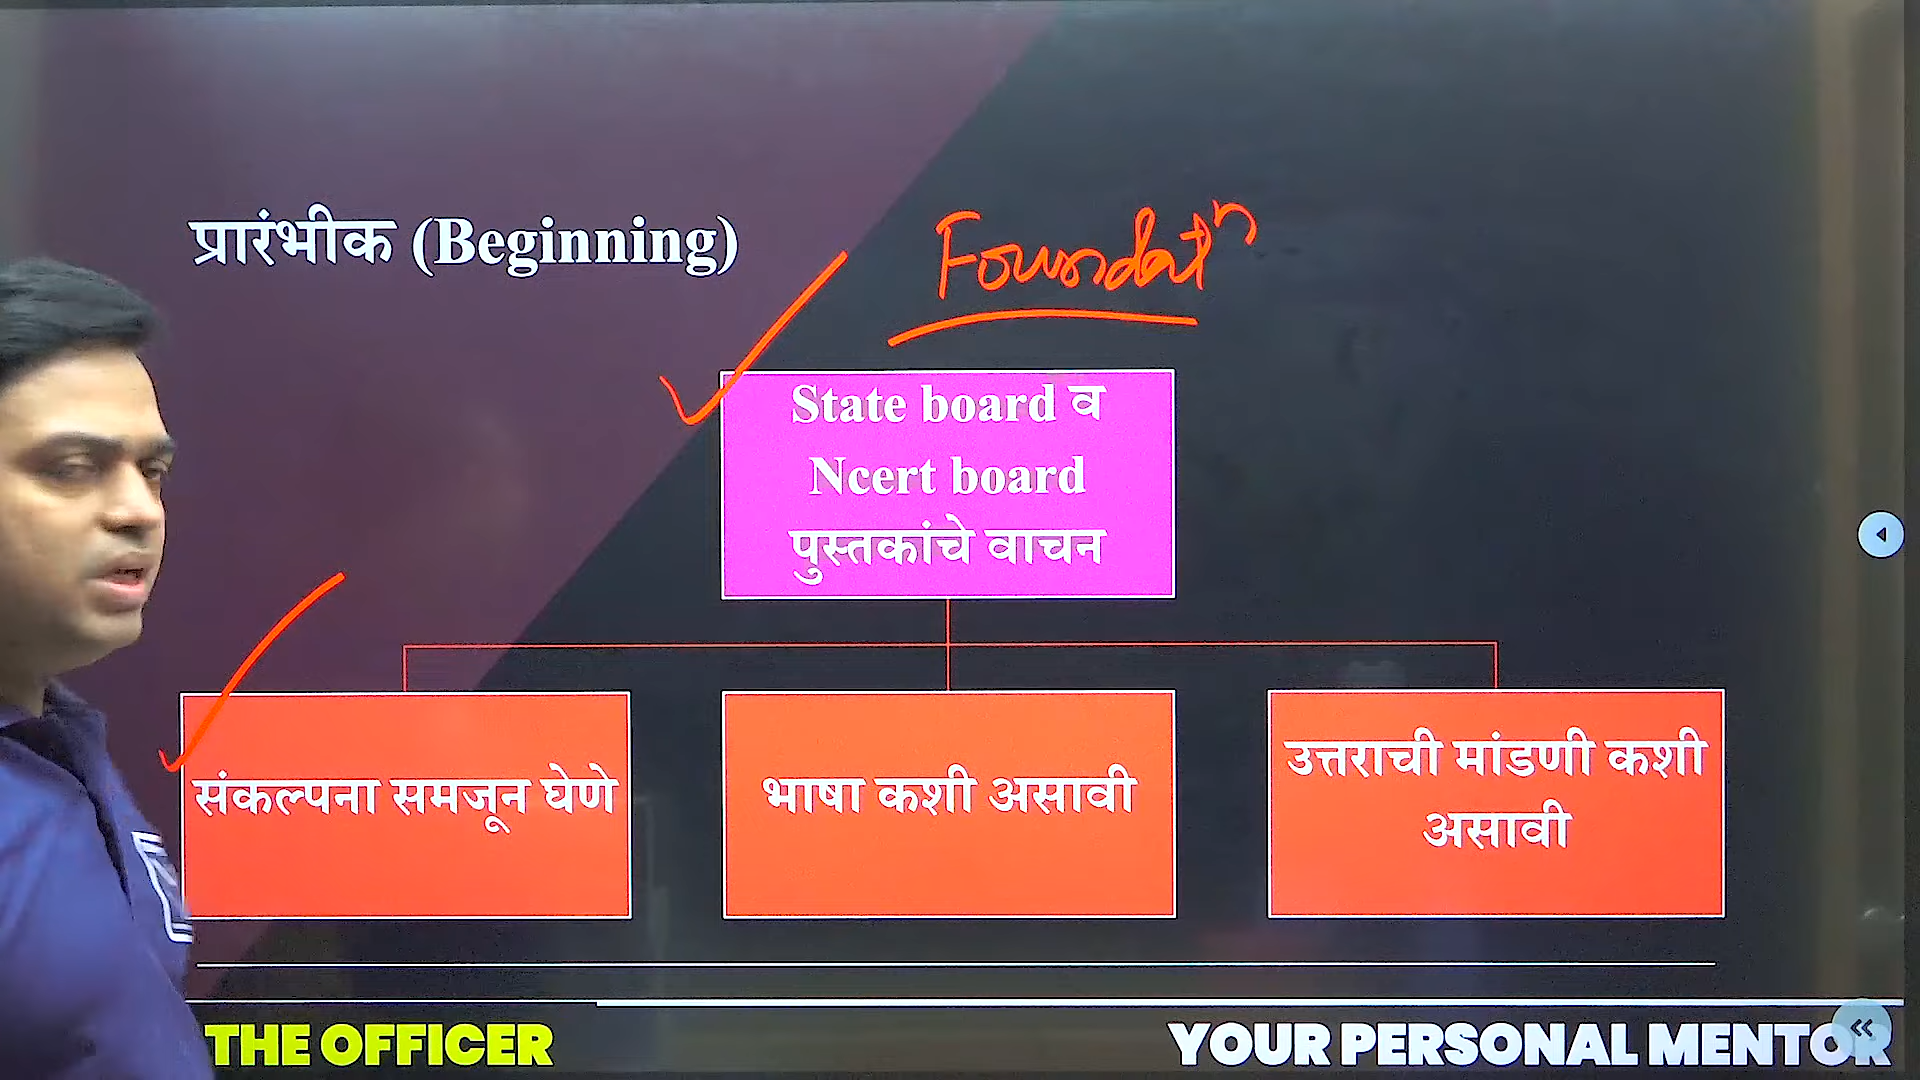 प्रारंभीक (Beginning)
Foundatn
State board व
Ncert board
पुस्तकांचे वाचन
संकल्पना समजून घेणे
भाषा कशी असावी
उत्तराची मांडणी कशी
असावी
THE OFFICER
YOUR PERSONAL MENTOR